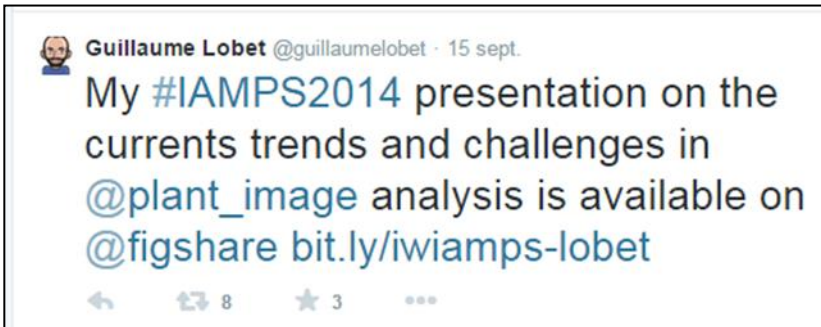 Guillaume Lobet @guillaumelobet · 15 sept.
My #IAMPS2014 presentation on the
currents trends and challenges in
@plant_image analysis is available on
@figshare bit.ly/iwiamps-lobet
8 3